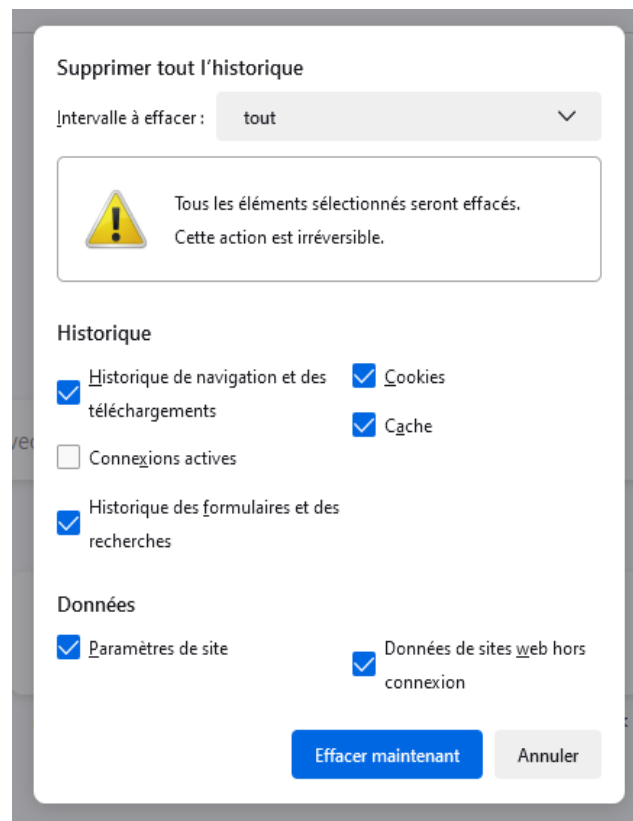 Supprimer tout l'historique
Intervalle à effacer : tout
Tous les éléments sélectionnés seront effacés.
Cette action est irréversible.
Historique
Historique de navigation et des
téléchargements
Cookies
Cache
Connexions actives
Historique des formulaires et des
recherches
Données
Paramètres de site
Données de sites web hors
connexion
Effacer maintenant
Annuler